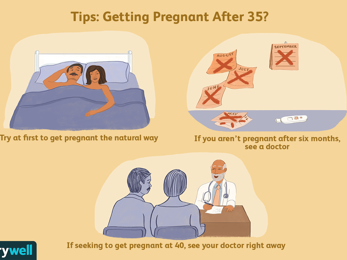 Tips: Getting Pregnant After 35?
SEPTEMBER
Try at first to get pregnant the natural way
If you aren't pregnant after six months,
see a doctor
If seeking to get pregnant at 40, see your doctor right away
rywell